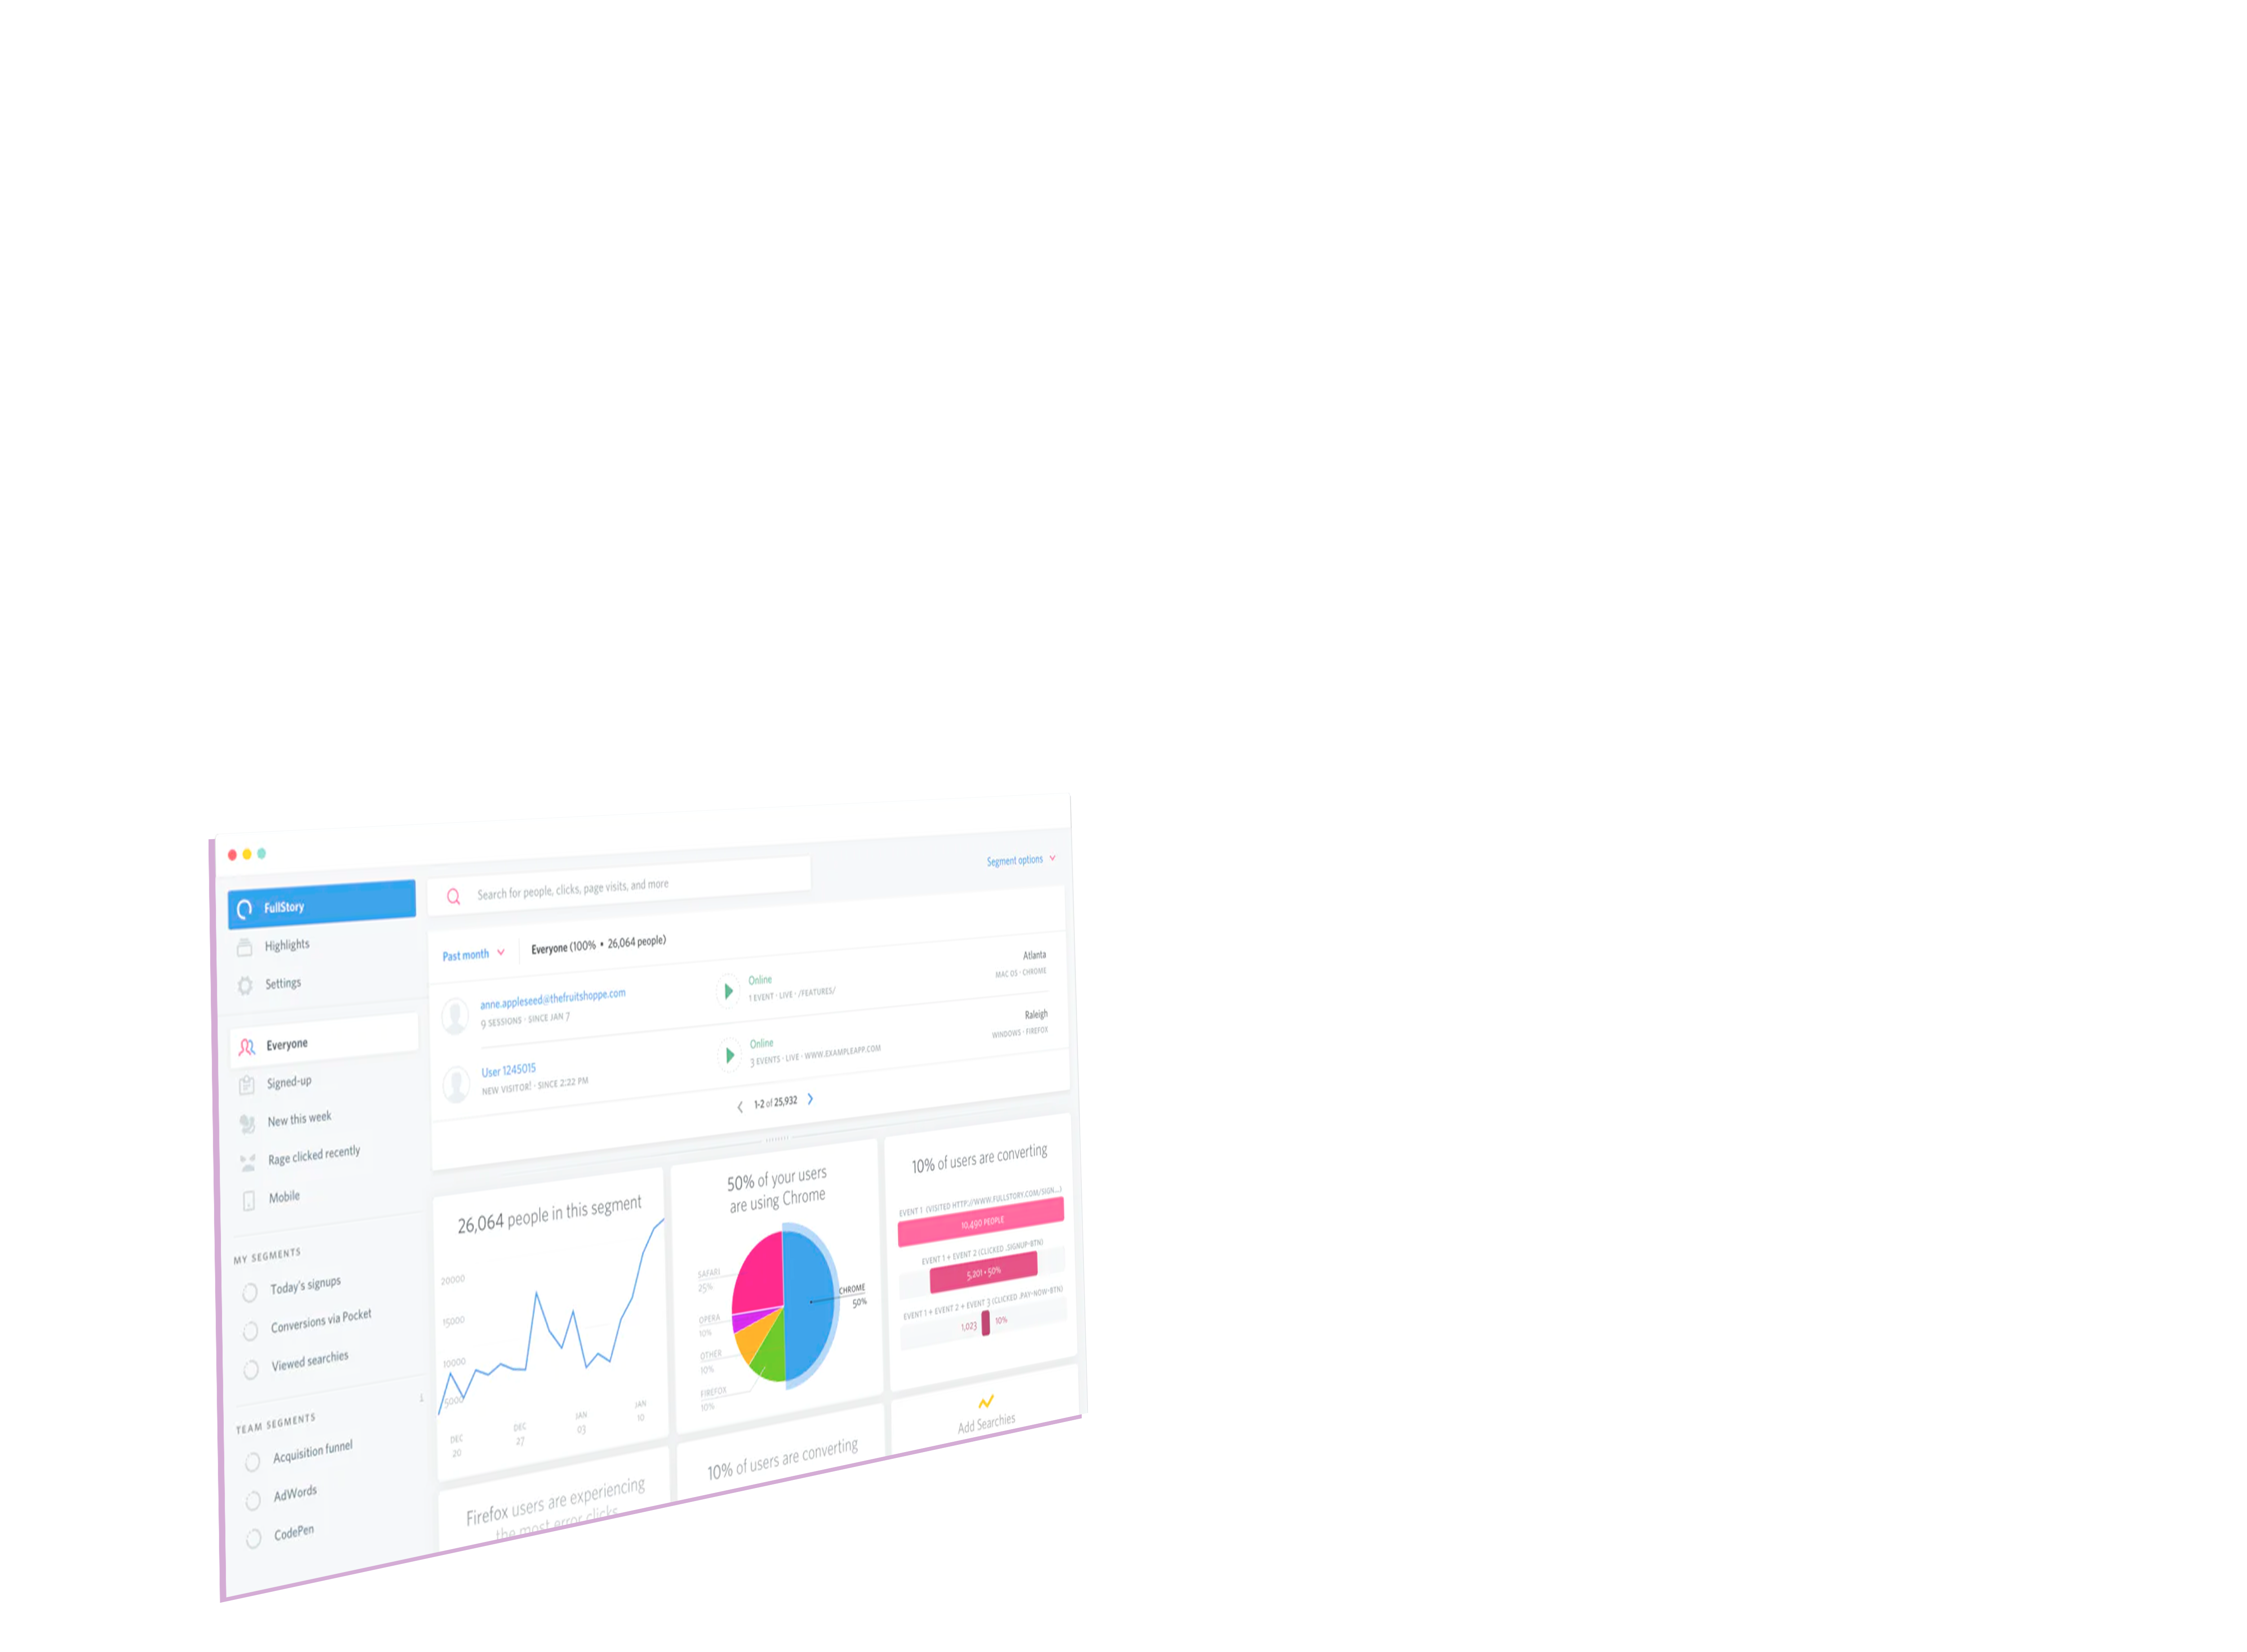 FullStory
Highlights
Settings
Everyone
Signed-up
New this week
Rage clicked recently
Mobile
MY SEGMENTS
Today's signups
Conversions via Pocket
Viewed searchies
TEAM SEGMENTS
Acquisition funnel
AdWords
CodePen
Search for people, clicks, page visits, and more
Segment options
Past month
Everyone (100% • 26,064 people)
anne.appleseed@thefruitshoppe.com
9 SESSIONS · SINCE JAN 7
Online
1 EVENT · LIVE · /FEATURES/
Atlanta
MAC OS · CHROME
User 1245015
NEW VISITOR! · SINCE 2:22 PM
Online
3 EVENTS · LIVE · WWW.EXAMPLEAPP.COM
Raleigh
WINDOWS · FIREFOX
1-2 of 25,932
26,064 people in this segment
20000
15000
10000
5000
DEC
20
DEC
27
JAN
03
JAN
10
50% of your users
are using Chrome
SAFARI
25%
OPERA
10%
OTHER
10%
FIREFOX
10%
CHROME
50%
10% of users are converting
EVENT 1 (VISITED HTTP://WWW.FULLSTORY.COM/SIGN...)
10,490 PEOPLE
EVENT 1 + EVENT 2 (CLICKED .SIGNUP-BTN)
5,201 • 50%
EVENT 1 + EVENT 2 + EVENT 3 (CLICKED .PAY-NOW-BTN)
1,023
10%
Firefox users are experiencing
the most error clicks
10% of users are converting
Add Searchies